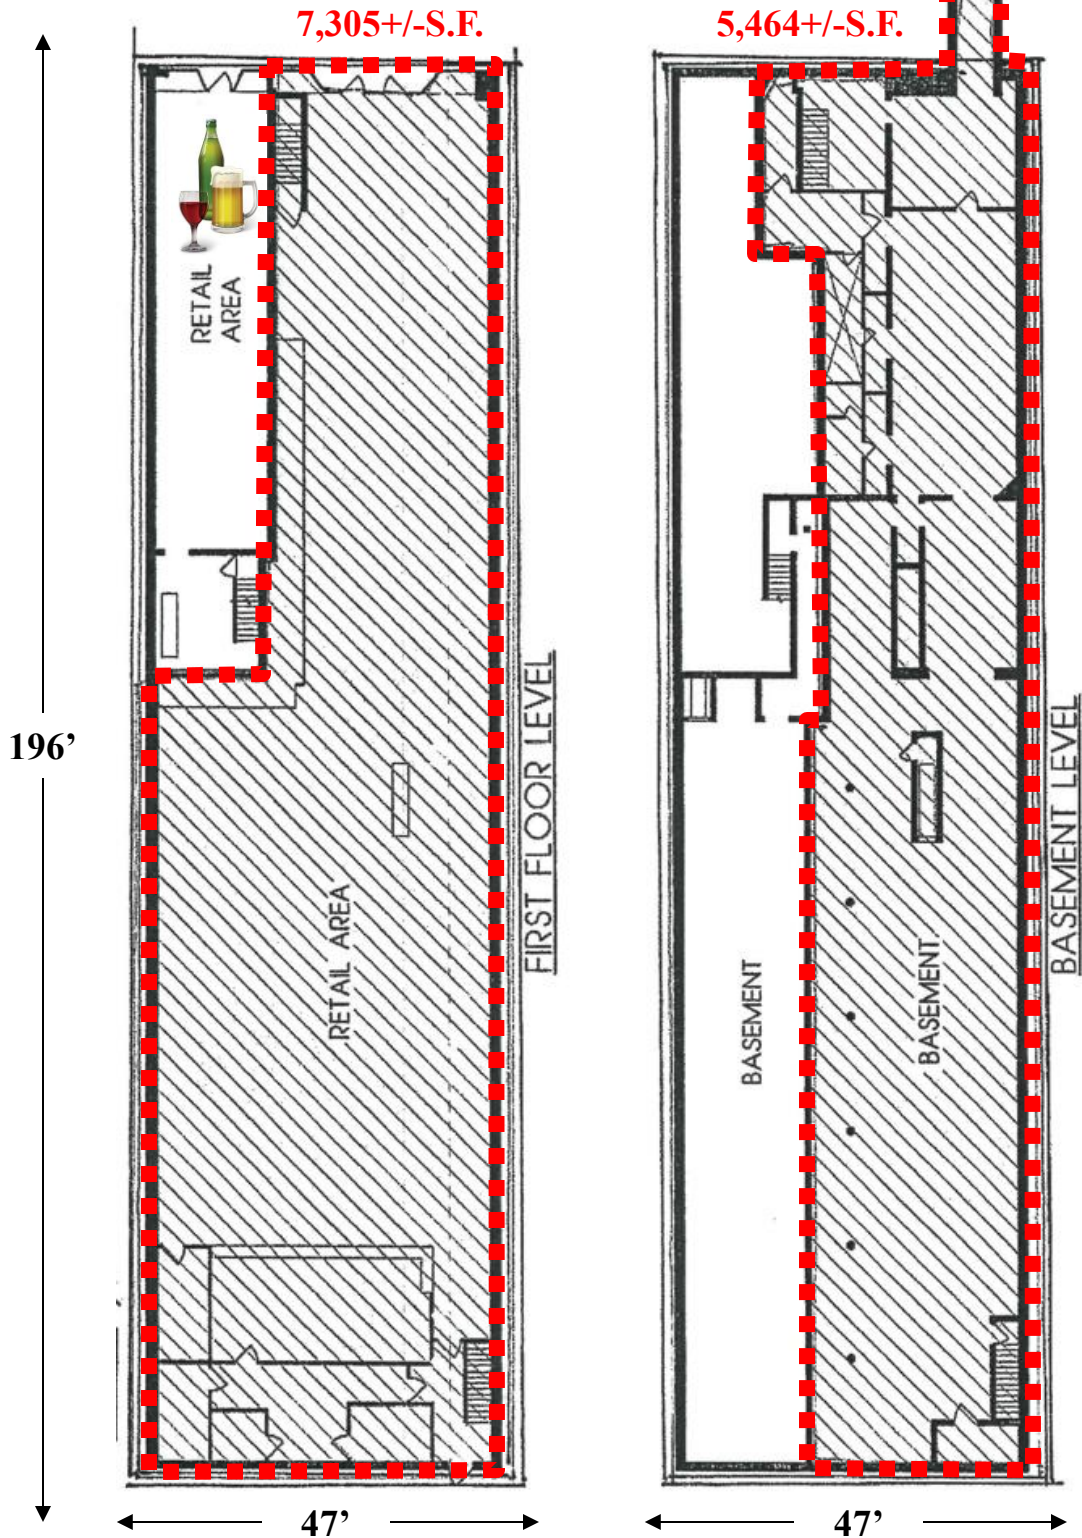 7,305+/-S.F.
5,464+/-S.F.
RETAIL
AREA
196’
FIRST FLOOR LEVEL
BASEMENT LEVEL
RETAIL AREA
BASEMENT
BASEMENT
47’
47’